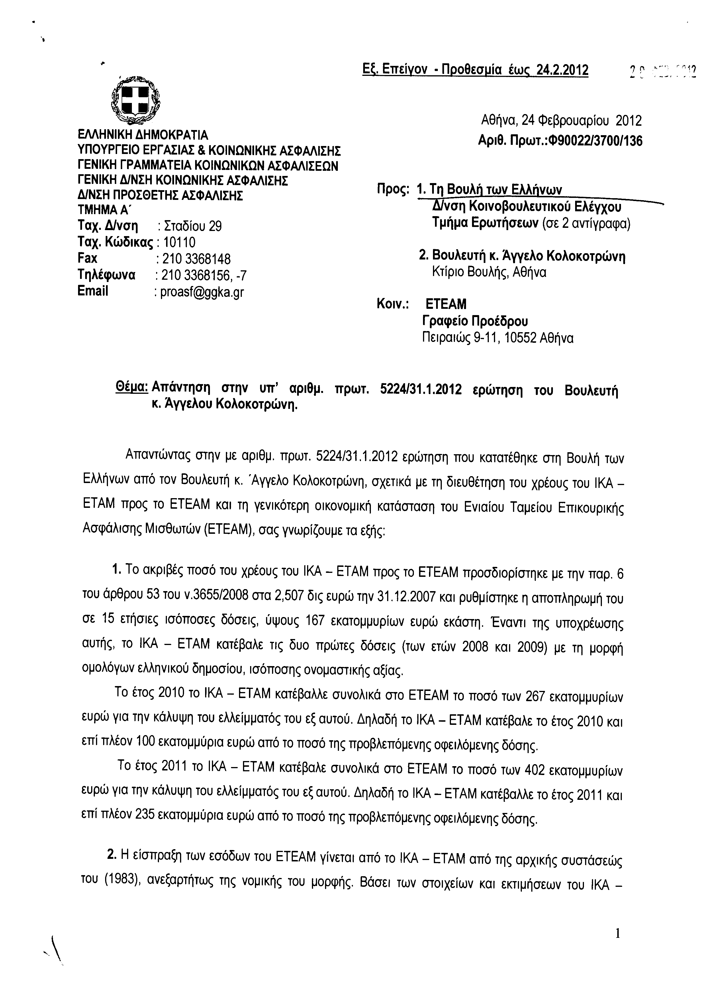 Εξ. Επείγον - Προθεσμία έως 24.2.2012
ΕΛΛΗΝΙΚΗ ΔΗΜΟΚΡΑΤΙΑ
ΥΠΟΥΡΓΕΙΟ ΕΡΓΑΣΙΑΣ & ΚΟΙΝΩΝΙΚΗΣ ΑΣΦΑΛΙΣΗΣ
ΓΕΝΙΚΗ ΓΡΑΜΜΑΤΕΙΑ ΚΟΙΝΩΝΙΚΩΝ ΑΣΦΑΛΙΣΕΩΝ
ΓΕΝΙΚΗ Δ/ΝΣΗ ΚΟΙΝΩΝΙΚΗΣ ΑΣΦΑΛΙΣΗΣ
Δ/ΝΣΗ ΠΡΟΣΘΕΤΗΣ ΑΣΦΑΛΙΣΗΣ
ΤΜΗΜΑ Α΄
Ταχ. Δ/νση : Σταδίου 29
Ταχ. Κώδικας : 10110
Fax : 210 3368148
Τηλέφωνα : 210 3368156, -7
Email : proasf@ggka.gr
Αθήνα, 24 Φεβρουαρίου 2012
Αριθ. Πρωτ.:Φ90022/3700/136
Προς: 1. Τη Βουλή των Ελλήνων
Δ/νση Κοινοβουλευτικού Ελέγχου
Τμήμα Ερωτήσεων (σε 2 αντίγραφα)
2. Βουλευτή κ. Άγγελο Κολοκοτρώνη
Κτίριο Βουλής, Αθήνα
Κοιν.: ΕΤΕΑΜ
Γραφείο Προέδρου
Πειραιώς 9-11, 10552 Αθήνα
Θέμα: Απάντηση στην υπ’ αριθμ. πρωτ. 5224/31.1.2012 ερώτηση του Βουλευτή
κ. Άγγελου Κολοκοτρώνη.
Απαντώντας στην με αριθμ. πρωτ. 5224/31.1.2012 ερώτηση που κατατέθηκε στη Βουλή των
Ελλήνων από τον Βουλευτή κ. Άγγελο Κολοκοτρώνη, σχετικά με τη διευθέτηση του χρέους του ΙΚΑ –
ΕΤΑΜ προς το ΕΤΕΑΜ και τη γενικότερη οικονομική κατάσταση του Ενιαίου Ταμείου Επικουρικής
Ασφάλισης Μισθωτών (ΕΤΕΑΜ), σας γνωρίζουμε τα εξής:
1. Το ακριβές ποσό του χρέους του ΙΚΑ – ΕΤΑΜ προς το ΕΤΕΑΜ προσδιορίστηκε με την παρ. 6
του άρθρου 53 του ν.3655/2008 στα 2,507 δις ευρώ την 31.12.2007 και ρυθμίστηκε η αποπληρωμή του
σε 15 ετήσιες ισόποσες δόσεις, ύψους 167 εκατομμυρίων ευρώ εκάστη. Έναντι της υποχρέωσης
αυτής, το ΙΚΑ – ΕΤΑΜ κατέβαλε τις δυο πρώτες δόσεις (των ετών 2008 και 2009) με τη μορφή
ομολόγων ελληνικού δημοσίου, ισόποσης ονομαστικής αξίας.
Το έτος 2010 το ΙΚΑ – ΕΤΑΜ κατέβαλλε συνολικά στο ΕΤΕΑΜ το ποσό των 267 εκατομμυρίων
ευρώ για την κάλυψη του ελλείμματός του εξ αυτού. Δηλαδή το ΙΚΑ – ΕΤΑΜ κατέβαλε το έτος 2010 και
επί πλέον 100 εκατομμύρια ευρώ από το ποσό της προβλεπόμενης οφειλόμενης δόσης.
Το έτος 2011 το ΙΚΑ – ΕΤΑΜ κατέβαλε συνολικά στο ΕΤΕΑΜ το ποσό των 402 εκατομμυρίων
ευρώ για την κάλυψη του ελλείμματός του εξ αυτού. Δηλαδή το ΙΚΑ – ΕΤΑΜ κατέβαλλε το έτος 2011 και
επί πλέον 235 εκατομμύρια ευρώ από το ποσό της προβλεπόμενης οφειλόμενης δόσης.
2. Η είσπραξη των εσόδων του ΕΤΕΑΜ γίνεται από το ΙΚΑ – ΕΤΑΜ από της αρχικής συστάσεώς
του (1983), ανεξαρτήτως της νομικής του μορφής. Βάσει των στοιχείων και εκτιμήσεων του ΙΚΑ –
1